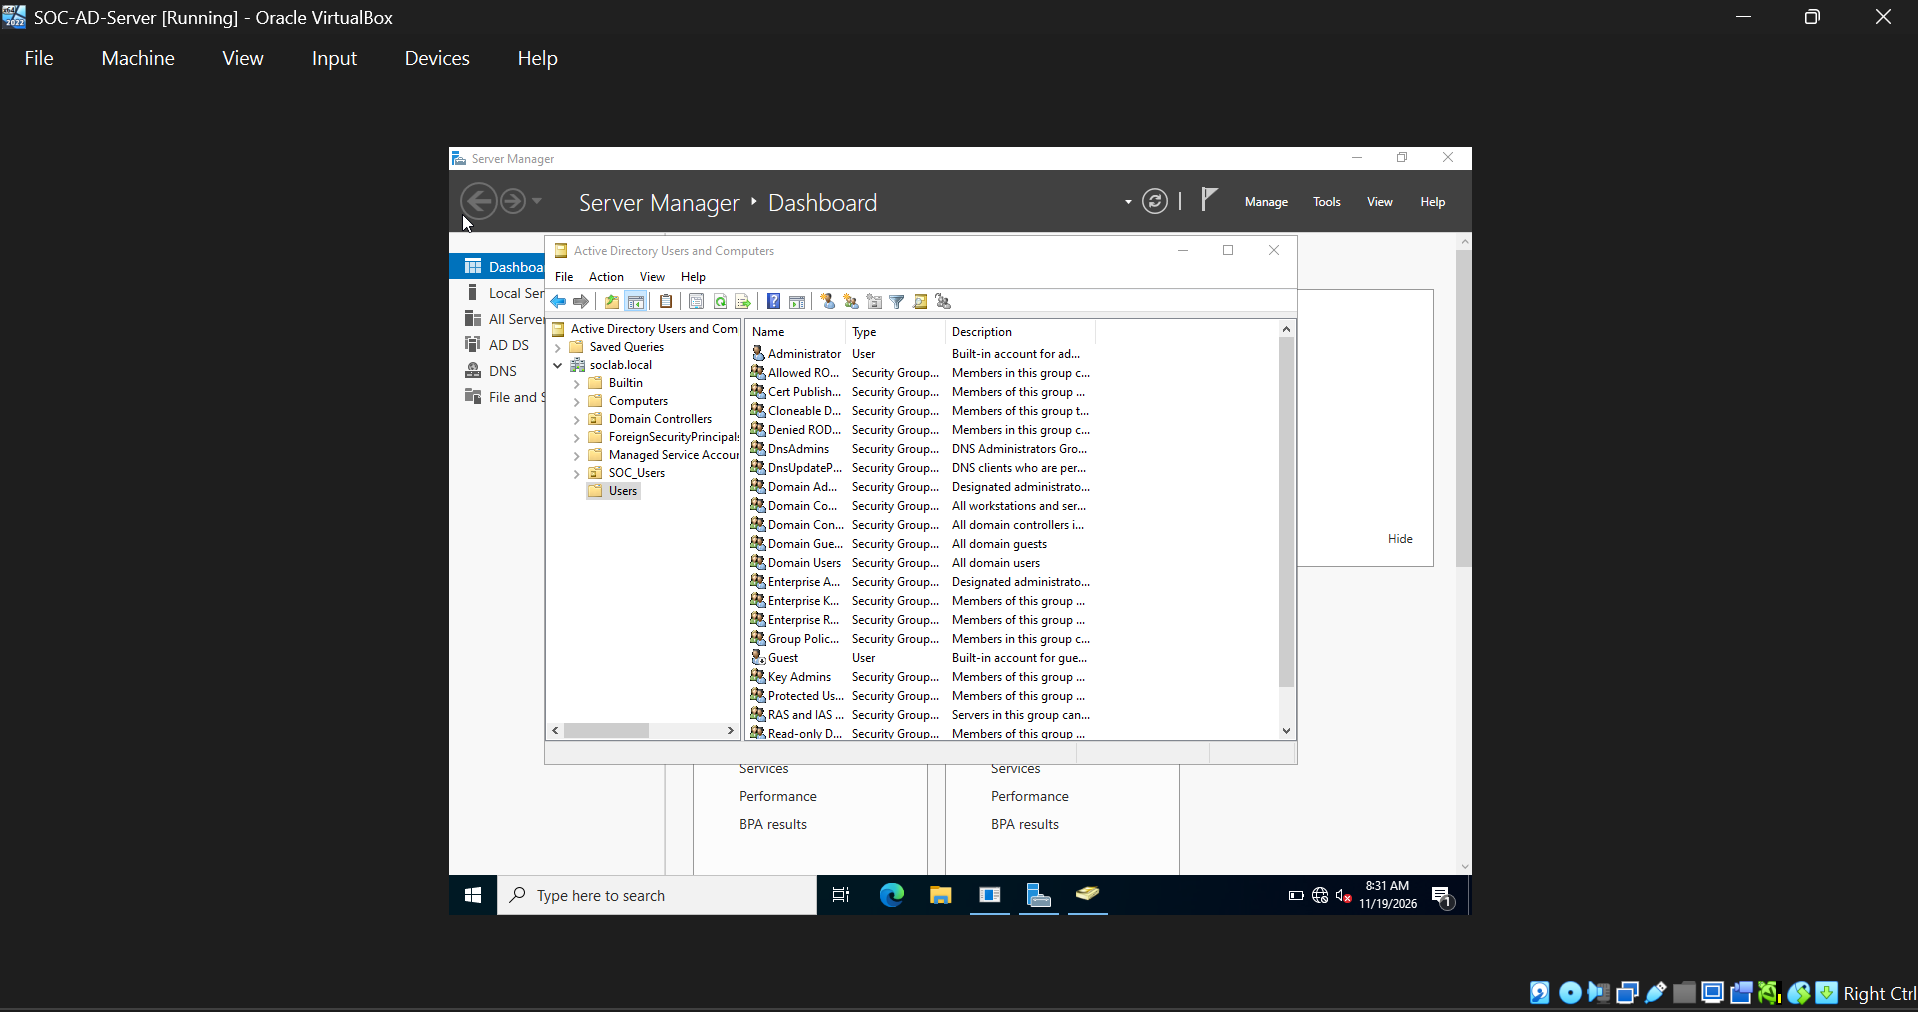 SOC-AD-Server [Running] - Oracle VirtualBox
File Machine View Input Devices Help
Server Manager
Server Manager Dashboard
Manage Tools View Help
Dashboa
Local Ser
All Server
AD DS
DNS
File and S
Active Directory Users and Computers
File Action View Help
Active Directory Users and Com
Saved Queries
soclab.local
Builtin
Computers
Domain Controllers
ForeignSecurityPrincipals
Managed Service Accour
SOC_Users
Users
Name Type Description
Administrator User Built-in account for ad...
Allowed RO... Security Group... Members in this group c...
Cert Publish... Security Group... Members of this group ...
Cloneable D... Security Group... Members of this group t...
Denied ROD... Security Group... Members in this group c...
DnsAdmins Security Group... DNS Administrators Gro...
DnsUpdateP... Security Group... DNS clients who are per...
Domain Ad... Security Group... Designated administrato...
Domain Co... Security Group... All workstations and ser...
Domain Con... Security Group... All domain controllers i...
Domain Gue... Security Group... All domain guests
Domain Users Security Group... All domain users
Enterprise A... Security Group... Designated administrato...
Enterprise K... Security Group... Members of this group ...
Enterprise R... Security Group... Members of this group ...
Group Polic... Security Group... Members in this group c...
Guest User Built-in account for gue...
Key Admins Security Group... Members of this group ...
Protected Us... Security Group... Members of this group ...
RAS and IAS ... Security Group... Servers in this group can...
Read-only D... Security Group... Members of this group ...
Hide
Services Services
Performance Performance
BPA results BPA results
Type here to search
8:31 AM
11/19/2026
1
Right Ctrl